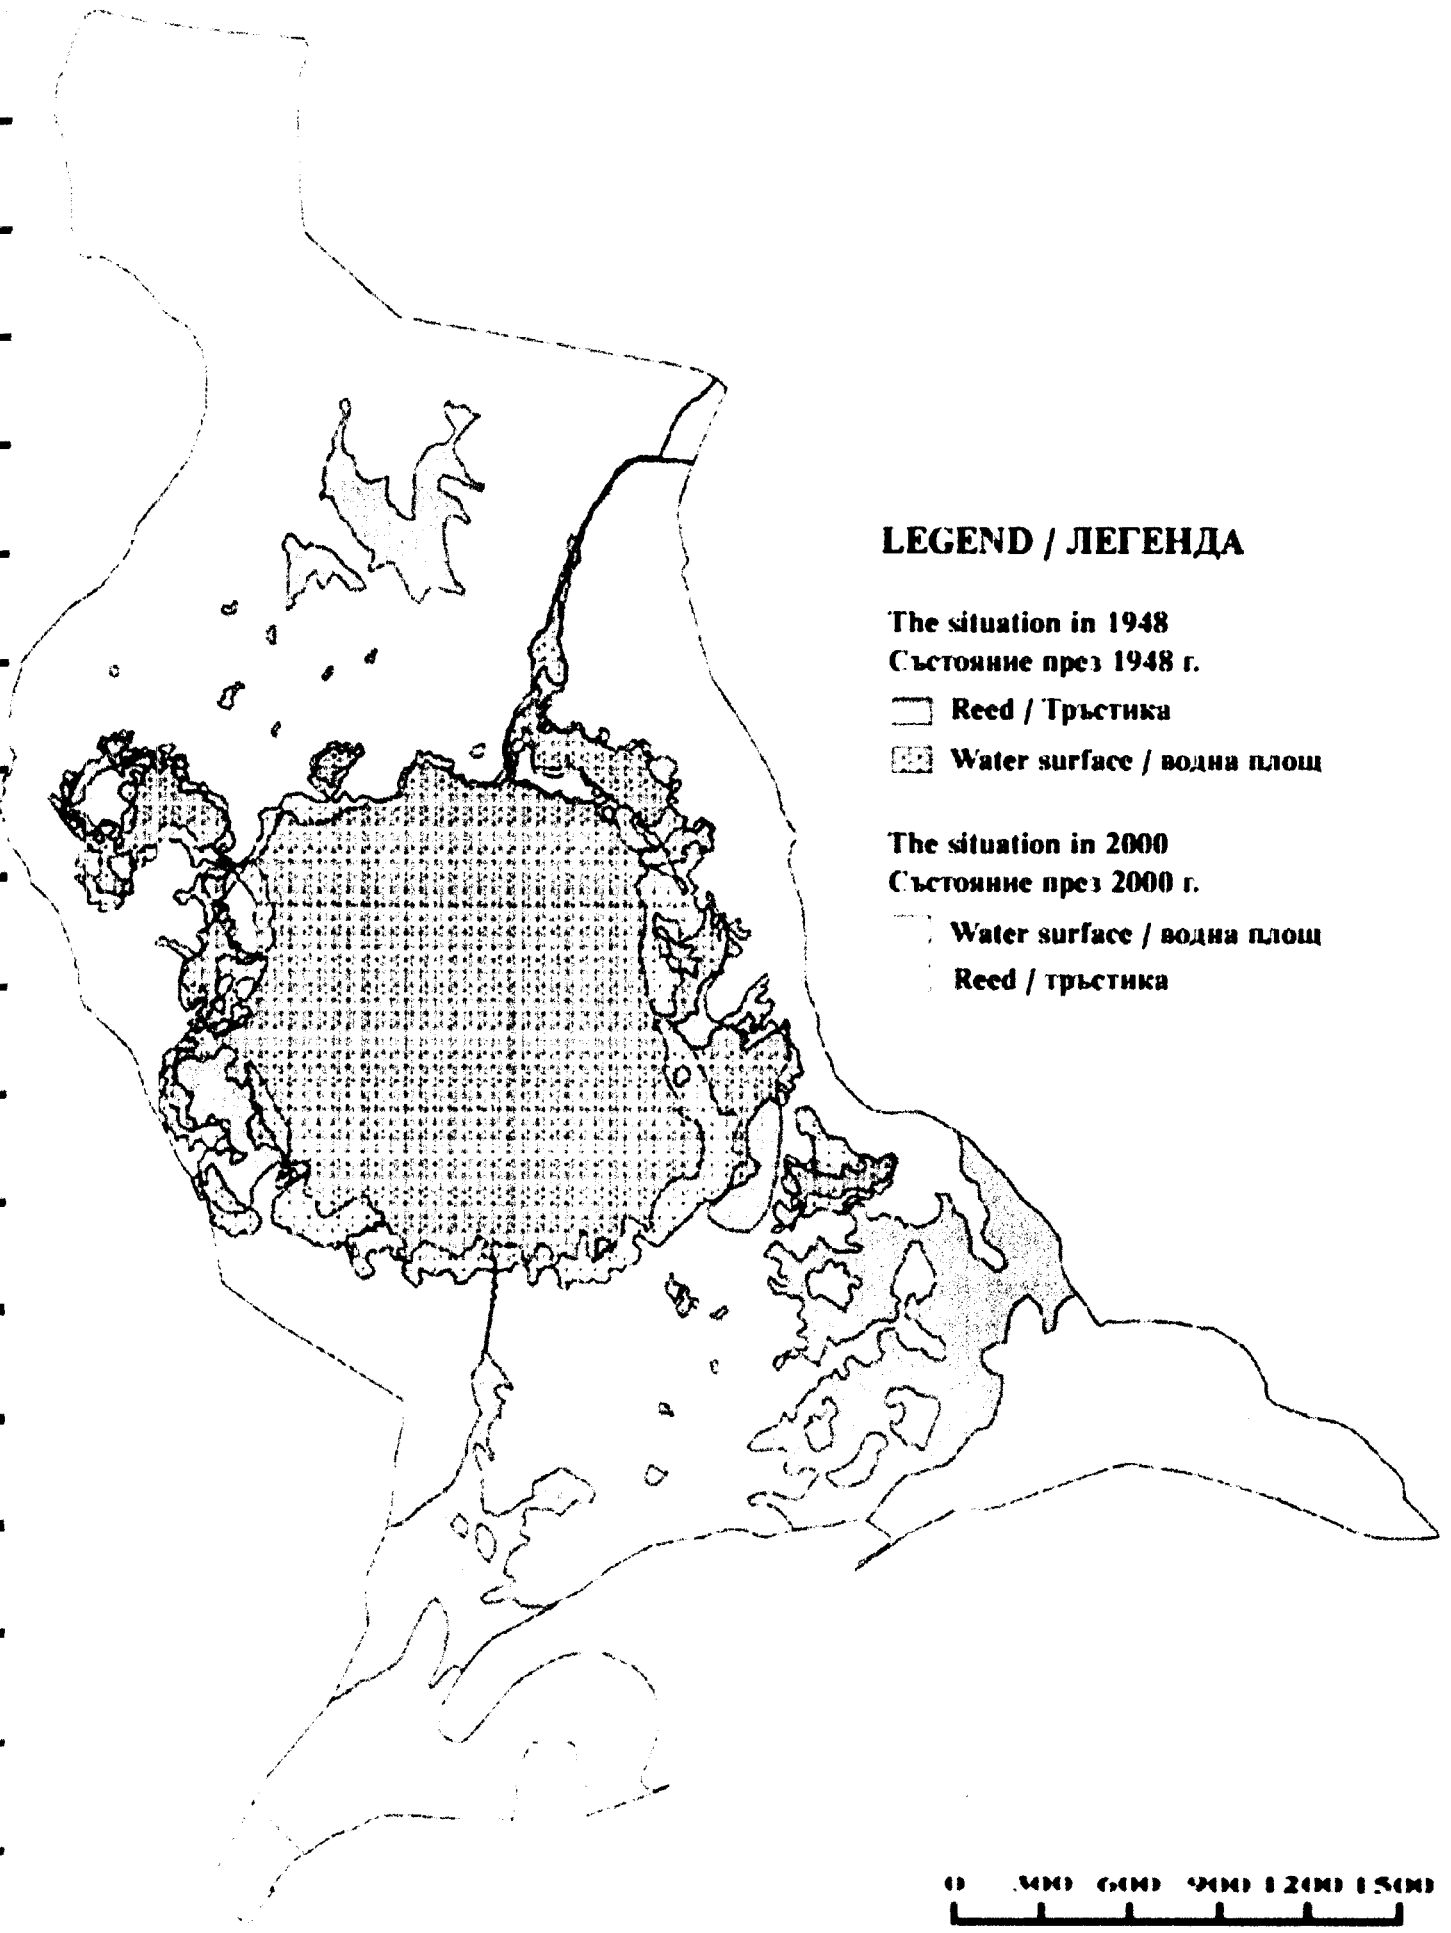 LEGEND / ЛЕГЕНДА
The situation in 1948
Състояние през 1948 г.
Reed / Тръстика
Water surface / водна площ
The situation in 2000
Състояние през 2000 г.
Water surface / водна площ
Reed / тръстика
0 300 600 900 1200 1500